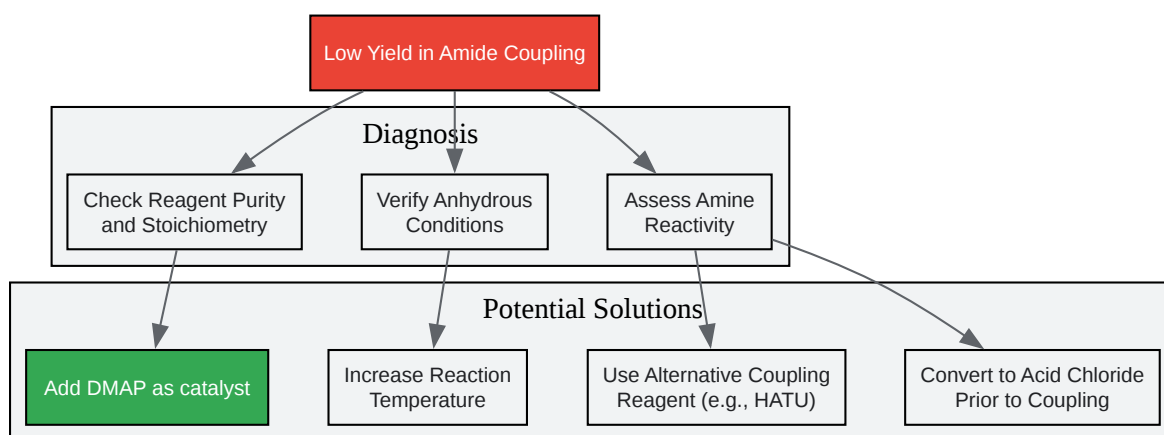 Low Yield in Amide Coupling
Diagnosis
Check Reagent Purity
and Stoichiometry
Verify Anhydrous
Conditions
Assess Amine
Reactivity
Potential Solutions
Add DMAP as catalyst
Increase Reaction
Temperature
Use Alternative Coupling
Reagent (e.g., HATU)
Convert to Acid Chloride
Prior to Coupling